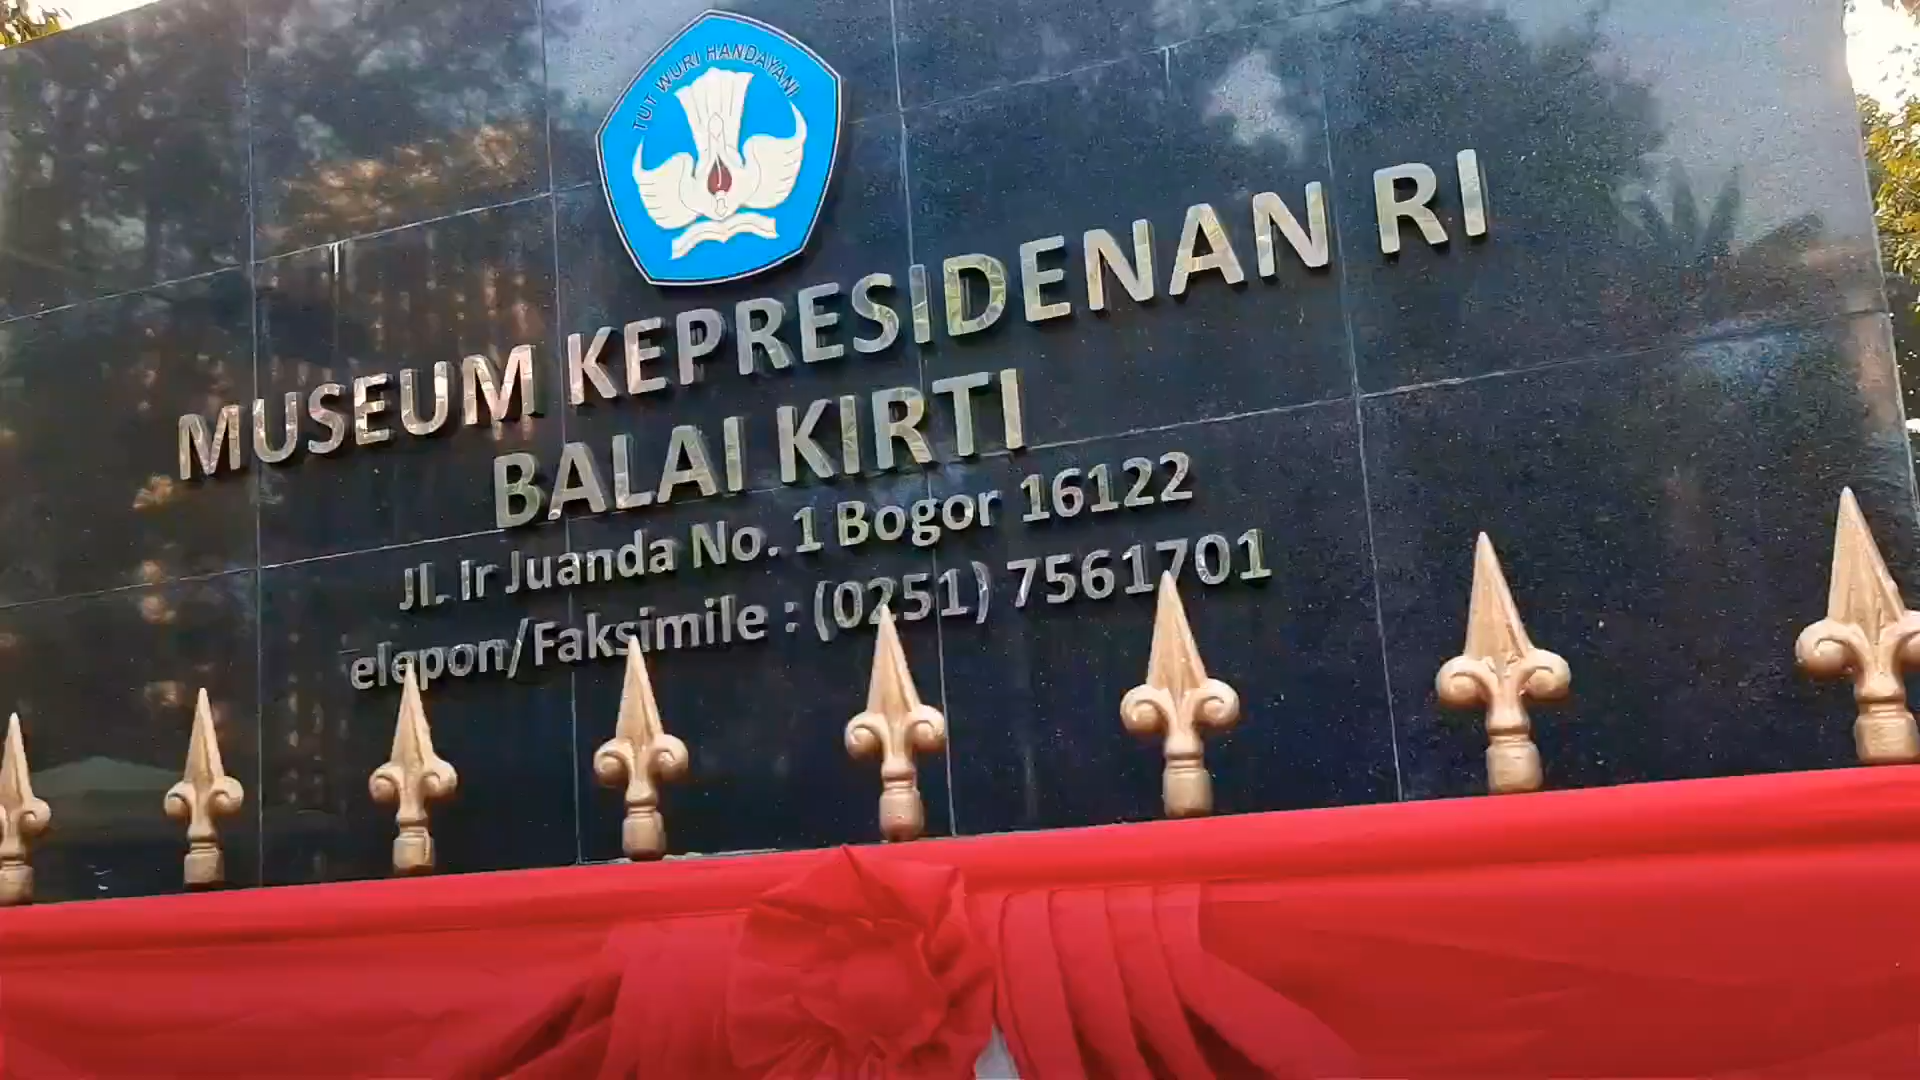 TUT WURI HANDAYANI
MUSEUM KEPRESIDENAN RI
BALAI KIRTI
Jl. Ir Juanda No. 1 Bogor 16122
elepon/Faksimile : (0251) 7561701